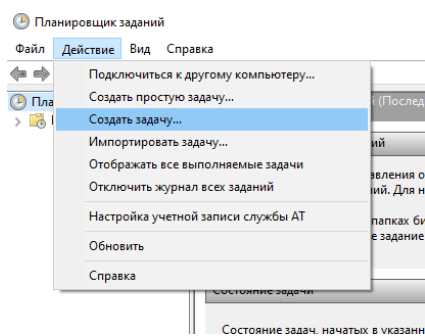 Планировщик заданий
Файл Действие Вид Справка
Подключиться к другому компьютеру...
Создать простую задачу...
Создать задачу...
Импортировать задачу...
Отображать все выполняемые задачи
Отключить журнал всех заданий
Настройка учетной записи службы AT
Обновить
Справка
Состояние задачи
Состояние задач, начатых в